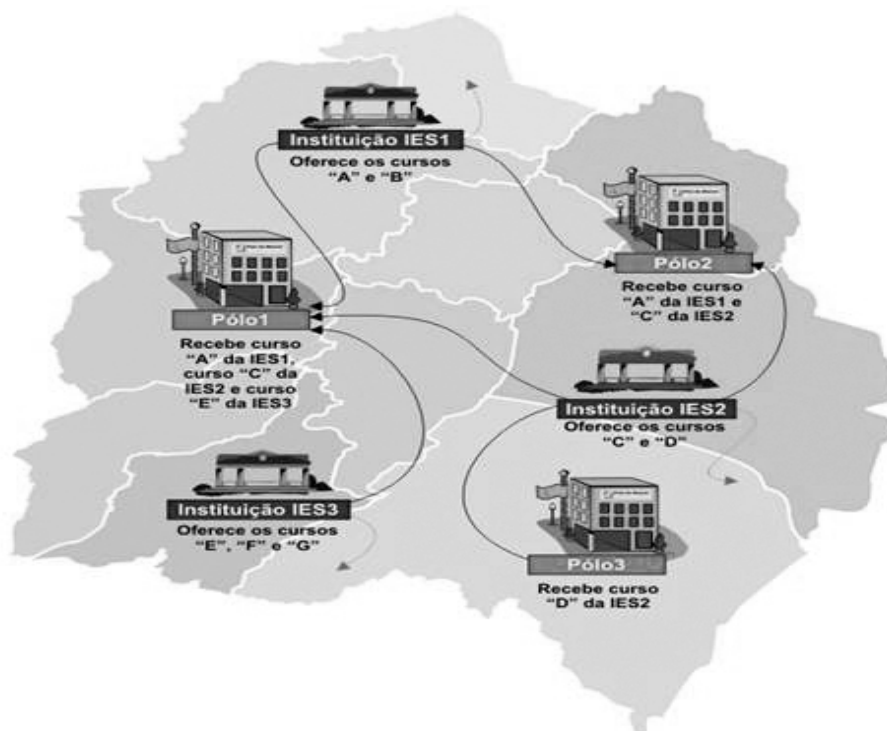 Instituição IES1
Oferece os cursos
“A” e “B”
Pólo2
Recebe curso
“A” da IES1 e
“C” da IES2
Pólo1
Recebe curso
“A” da IES1,
curso “C” da
IES2 e curso
“E” da IES3
Instituição IES2
Oferece os cursos
“C” e “D”
Instituição IES3
Oferece os cursos
“E”, “F” e “G”
Pólo3
Recebe curso
“D” da IES2